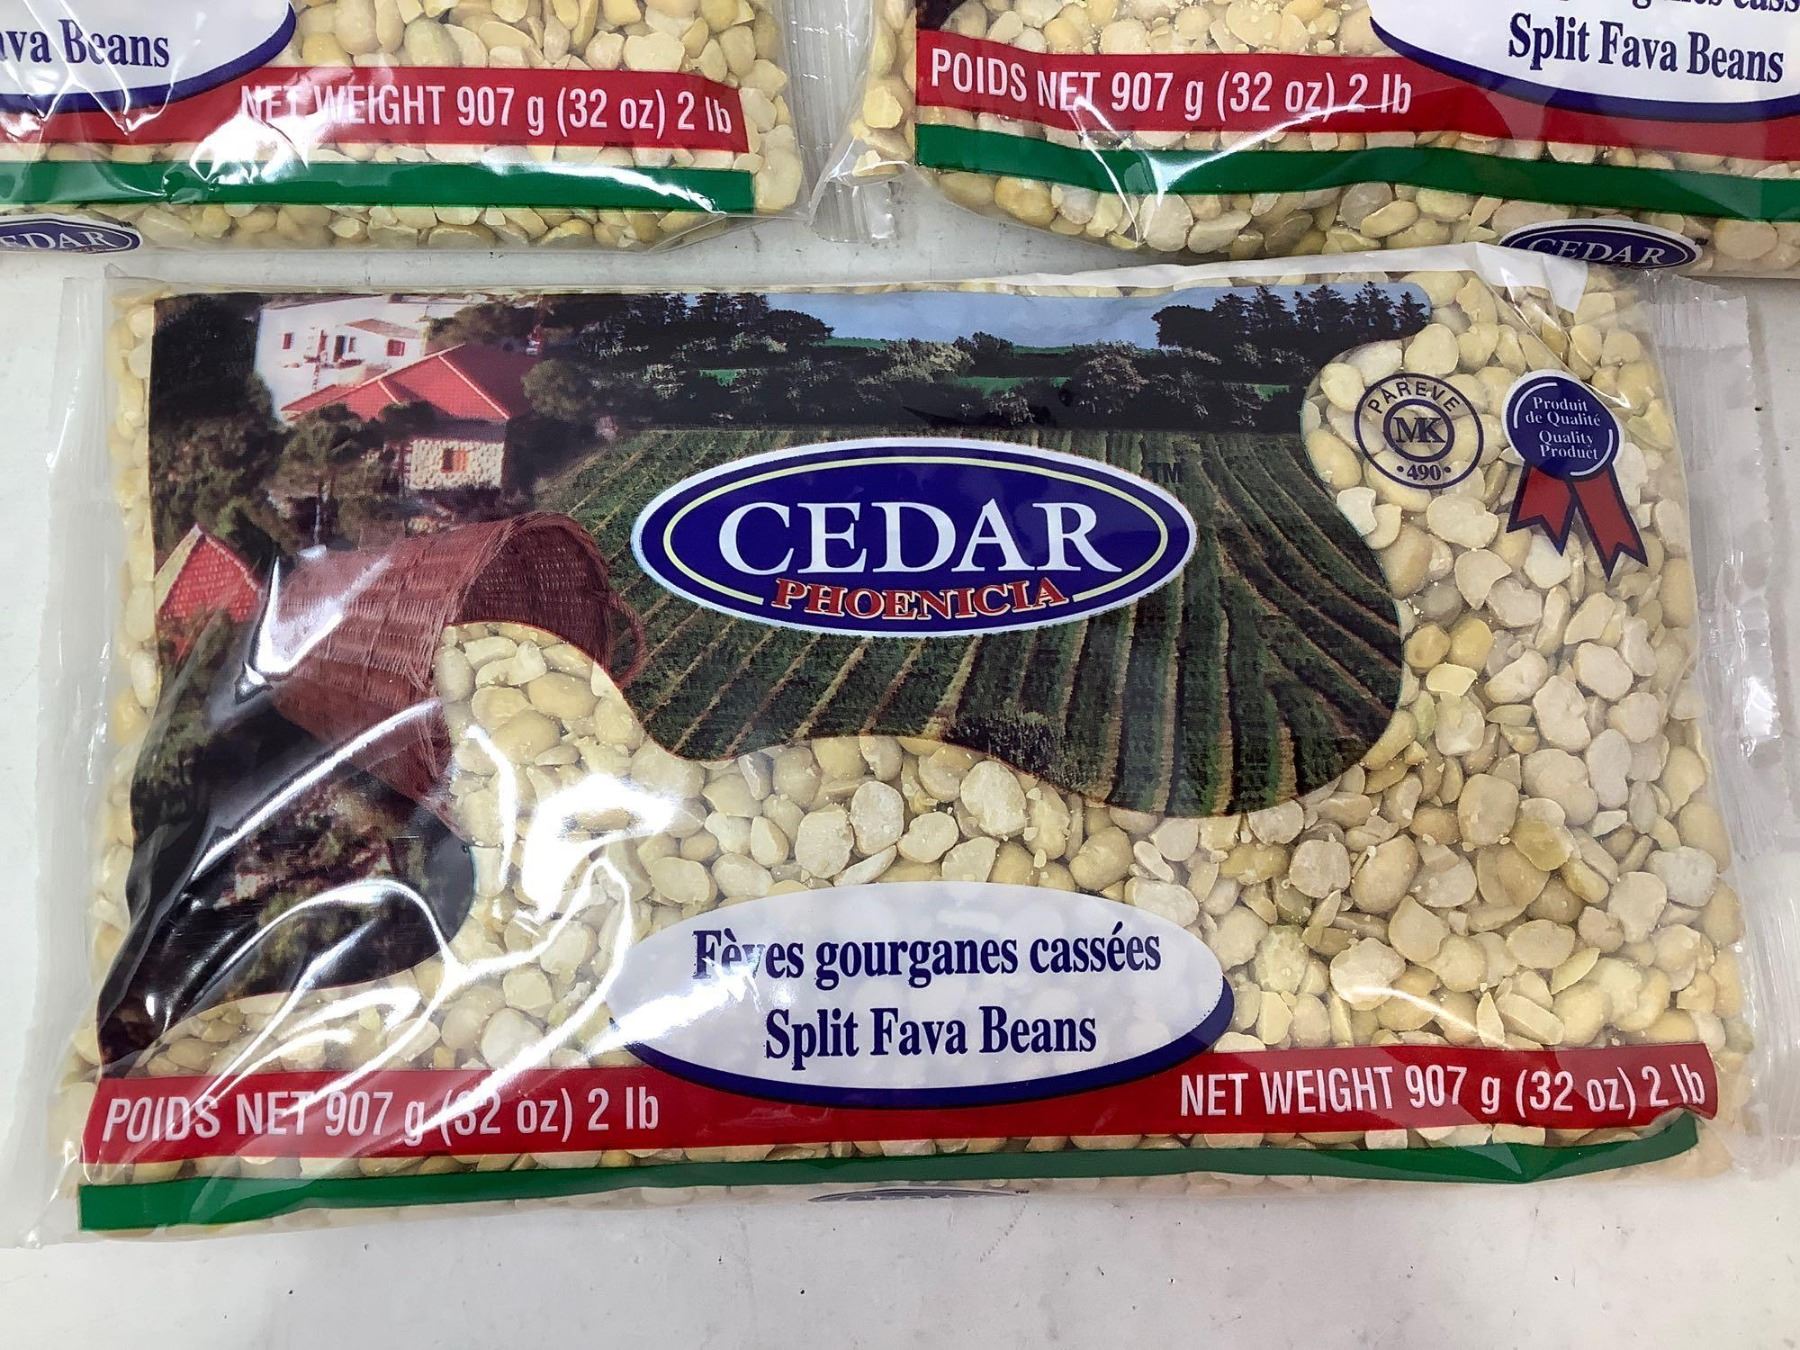 va Beans
NET WEIGHT 907 g (32 oz) 2 lb
CEDAR
POIDS NET 907 g (32 oz) 2 lb
Split Fava Beans
CEDAR
TM
CEDAR
PHOENICIA
PAREVE
MK
•490•
Produit
de Qualité
Quality
Product
Fèves gourganes cassées
Split Fava Beans
POIDS NET 907 g (32 oz) 2 lb
NET WEIGHT 907 g (32 oz) 2 lb